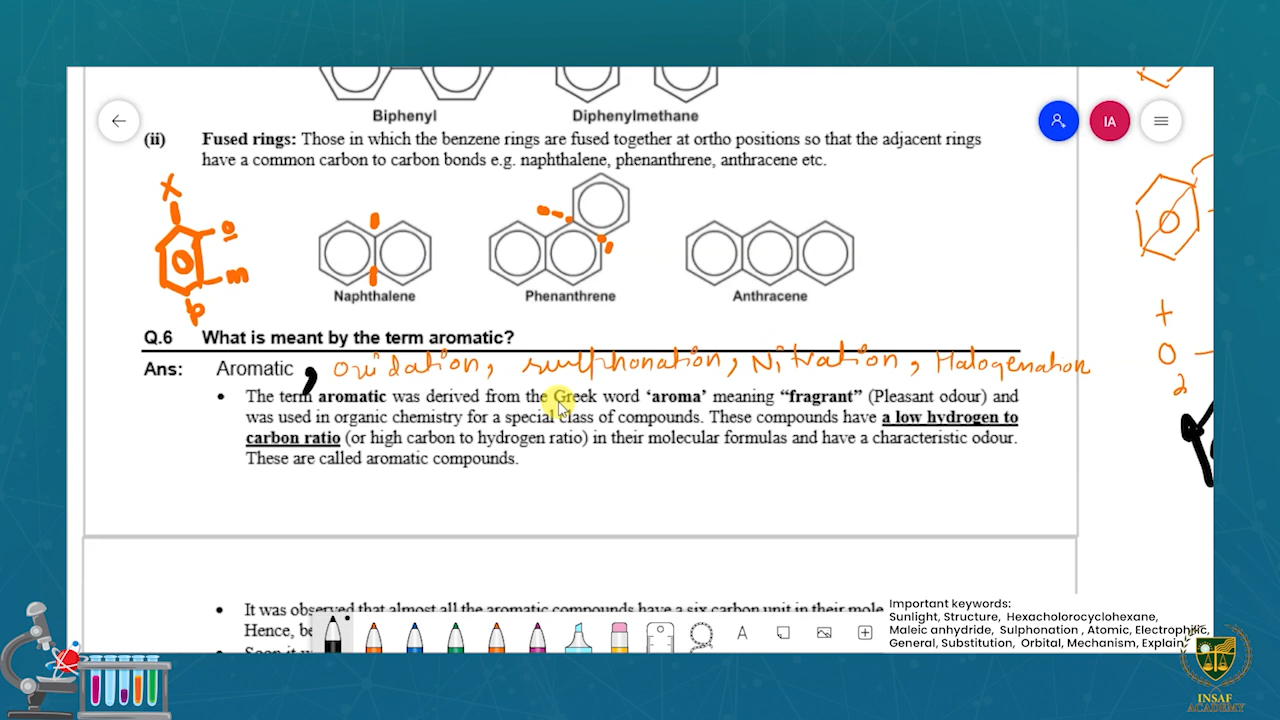 Biphenyl Diphenylmethane
(ii) Fused rings: Those in which the benzene rings are fused together at ortho positions so that the adjacent rings
have a common carbon to carbon bonds e.g. naphthalene, phenanthrene, anthracene etc.
X
o
m
p
Naphthalene Phenanthrene Anthracene
Q.6 What is meant by the term aromatic?
Ans: Aromatic , Oxidation, sulphonation, Nitration, Halogenation
• The term aromatic was derived from the Greek word ‘aroma’ meaning “fragrant” (Pleasant odour) and
was used in organic chemistry for a special class of compounds. These compounds have a low hydrogen to
carbon ratio (or high carbon to hydrogen ratio) in their molecular formulas and have a characteristic odour.
These are called aromatic compounds.
• It was observed that almost all the aromatic compounds have a six carbon unit in their mole
Hence, be
IA
+
O
2
A
Important keywords:
Sunlight, Structure, Hexacholorocyclohexane,
Maleic anhydride, Sulphonation , Atomic, Electrophilic,
General, Substitution, Orbital, Mechanism, Explain
INSAF
ACADEMY